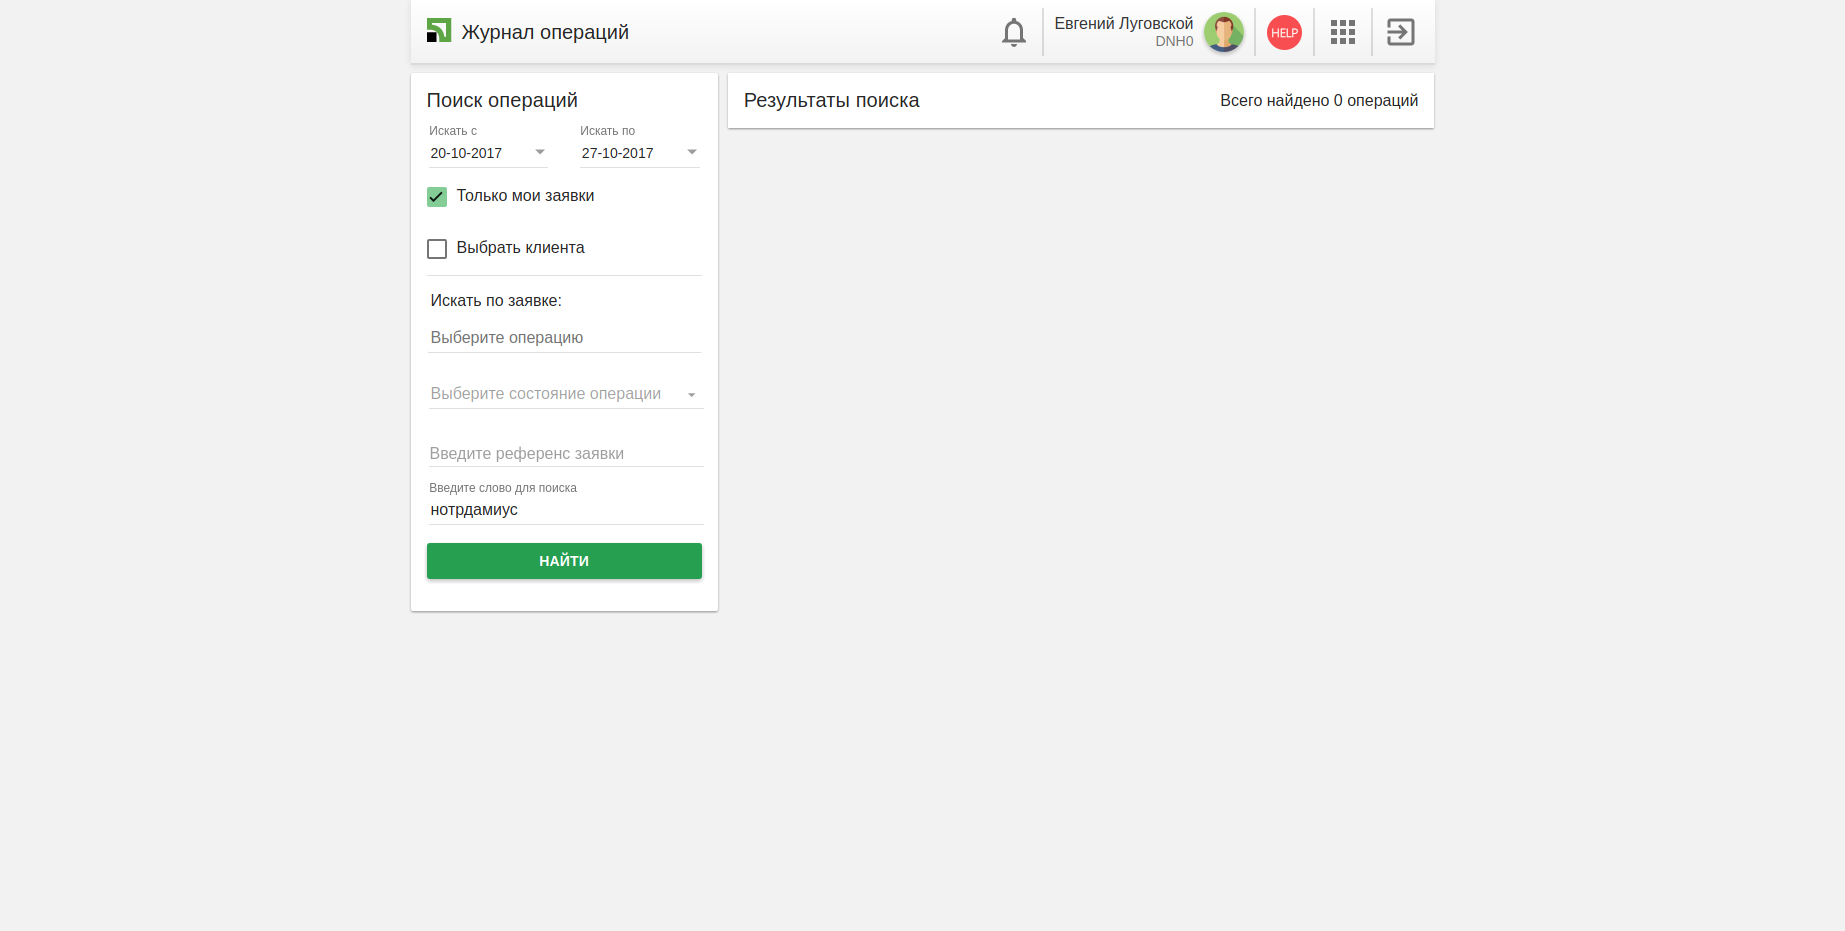 Журнал операций
Евгений Луговской
DNH0
HELP
Поиск операций
Искать с
Искать по
20-10-2017
27-10-2017
Только мои заявки
Выбрать клиента
Искать по заявке:
Выберите операцию
Выберите состояние операции
Введите референс заявки
Введите слово для поиска
нотрдамиус
НАЙТИ
Результаты поиска
Всего найдено 0 операций